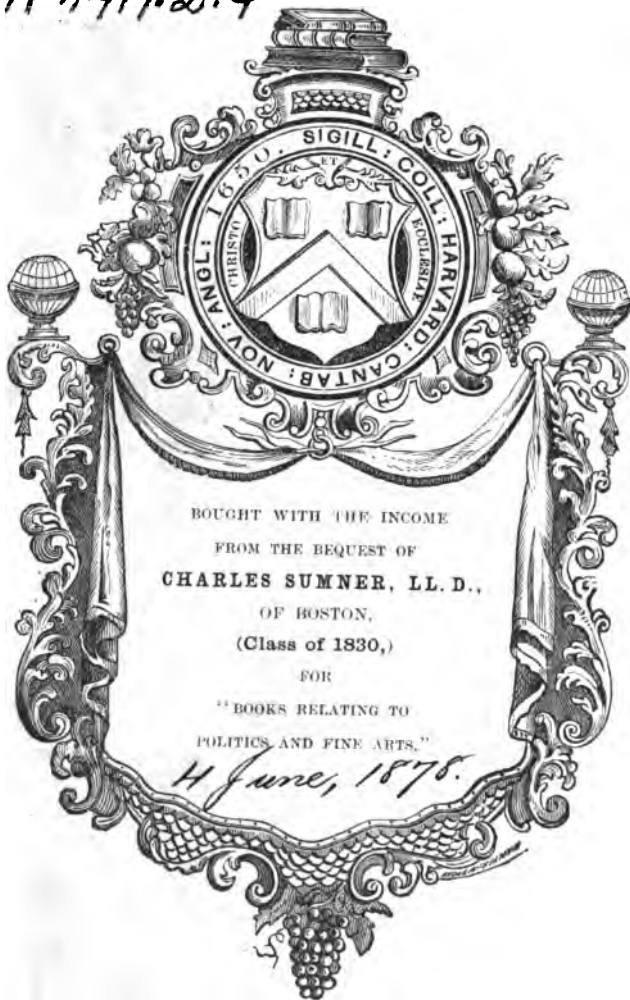 SIGILL: COLL: HARVARD: CANTAB: NOV: ANGL: 1650.
CHRISTO ET ECCLESIAE
BOUGHT WITH THE INCOME
FROM THE BEQUEST OF
CHARLES SUMNER, LL. D.,
OF BOSTON,
(Class of 1830,)
FOR
"BOOKS RELATING TO
POLITICS AND FINE ARTS."
4 June, 1878.